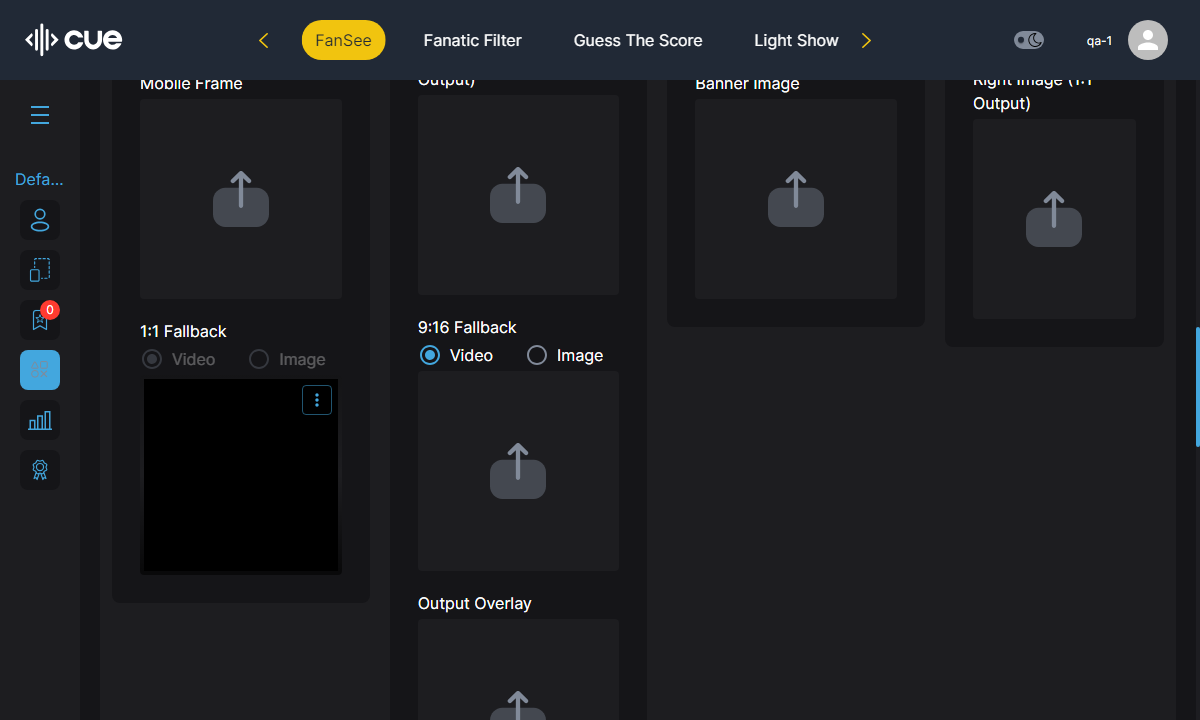 cue
FanSee
Fanatic Filter
Guess The Score
Light Show
qa-1
Defa...
0
Mobile Frame
1:1 Fallback
Video
Image
Output)
9:16 Fallback
Video
Image
Output Overlay
Banner Image
Right Image (1:1
Output)